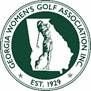 GEORGIA WOMEN'S GOLF ASSOCIATION, INC.
EST. 1929